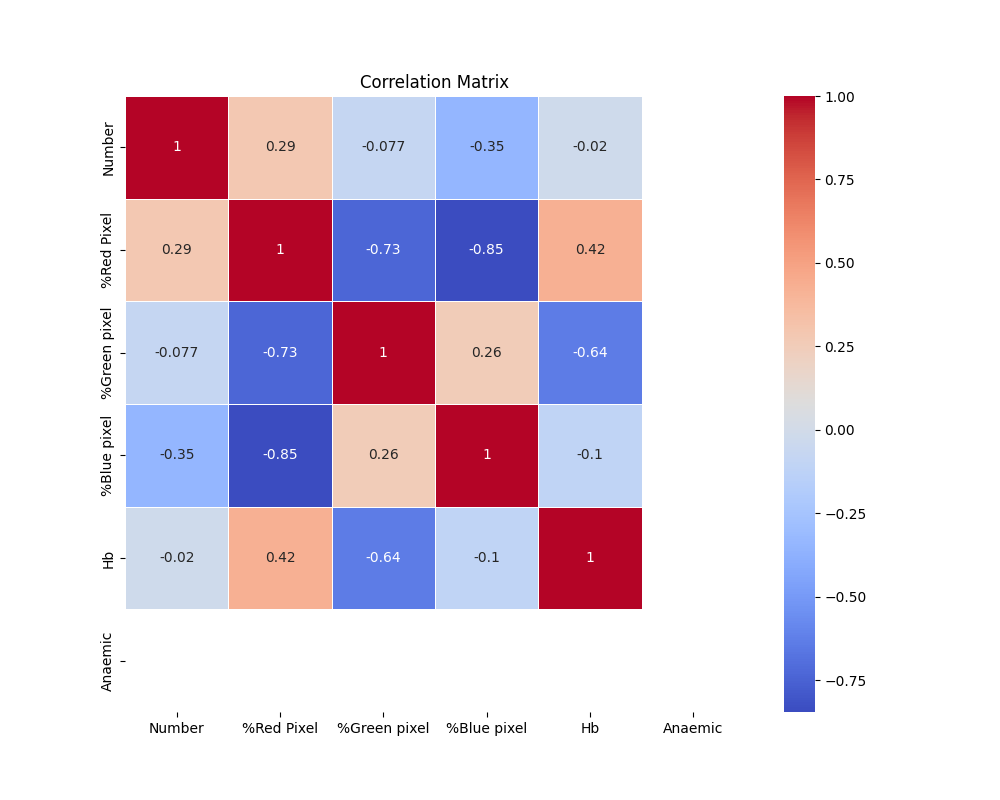 Correlation Matrix
Number 1 0.29 -0.077 -0.35 -0.02
%Red Pixel 0.29 1 -0.73 -0.85 0.42
%Green pixel -0.077 -0.73 1 0.26 -0.64
%Blue pixel -0.35 -0.85 0.26 1 -0.1
Hb -0.02 0.42 -0.64 -0.1 1
Anaemic
Number %Red Pixel %Green pixel %Blue pixel Hb Anaemic
1.00
0.75
0.50
0.25
0.00
−0.25
−0.50
−0.75